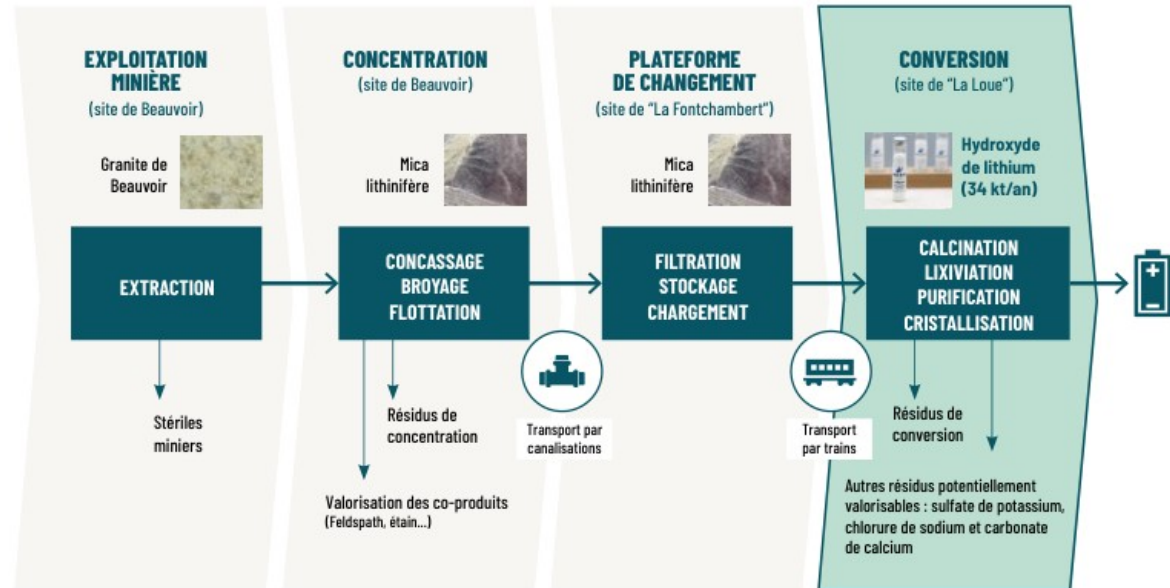 EXPLOITATION
MINIÈRE
(site de Beauvoir)
Granite de
Beauvoir
EXTRACTION
Stériles
miniers
CONCENTRATION
(site de Beauvoir)
Mica
lithinifère
CONCASSAGE
BROYAGE
FLOTTATION
Résidus de
concentration
Valorisation des co-produits
(Feldspath, étain...)
Transport par
canalisations
PLATEFORME
DE CHANGEMENT
(site de "La Fontchambert")
Mica
lithinifère
FILTRATION
STOCKAGE
CHARGEMENT
Transport
par trains
CONVERSION
(site de "La Loue")
Hydroxyde
de lithium
(34 kt/an)
CALCINATION
LIXIVIATION
PURIFICATION
CRISTALLISATION
Résidus de
conversion
Autres résidus potentiellement
valorisables : sulfate de potassium,
chlorure de sodium et carbonate
de calcium